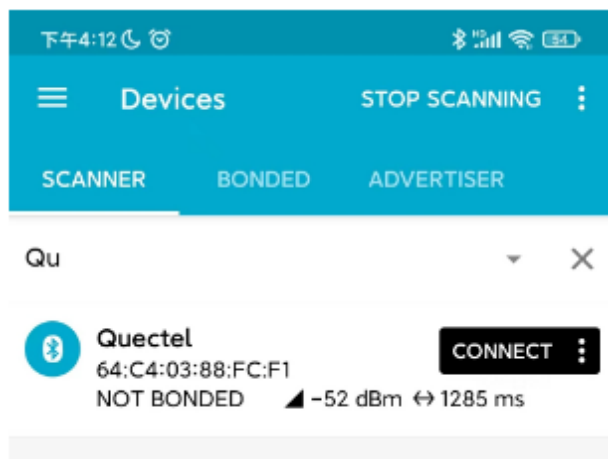 下午4:12 54
Devices STOP SCANNING
SCANNER BONDED ADVERTISER
Qu
Quectel
CONNECT
64:C4:03:88:FC:F1
NOT BONDED -52 dBm ↔ 1285 ms